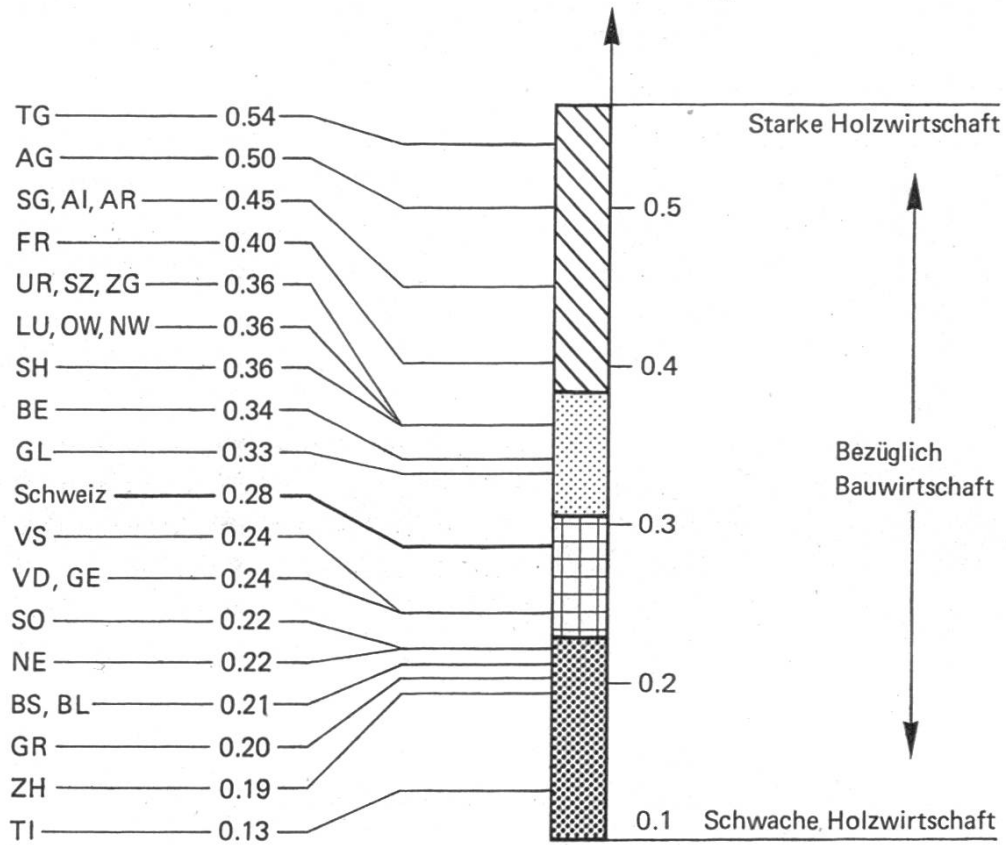 TG 0.54
AG 0.50
SG, AI, AR 0.45
FR 0.40
UR, SZ, ZG 0.36
LU, OW, NW 0.36
SH 0.36
BE 0.34
GL 0.33
Schweiz 0.28
VS 0.24
VD, GE 0.24
SO 0.22
NE 0.22
BS, BL 0.21
GR 0.20
ZH 0.19
TI 0.13
0.5
0.4
0.3
0.2
0.1
Starke Holzwirtschaft
Bezüglich
Bauwirtschaft
Schwache Holzwirtschaft